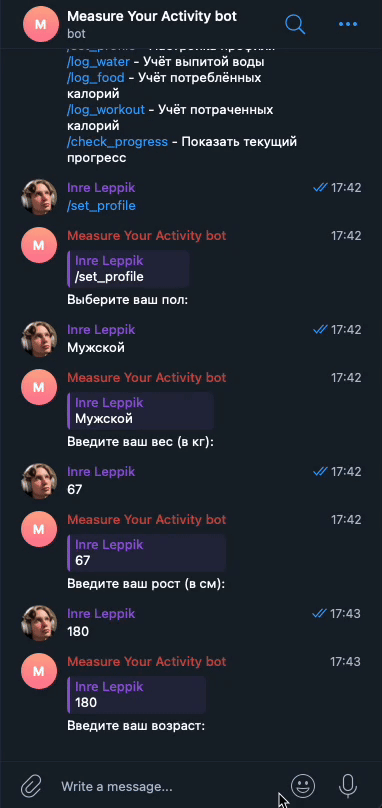 Measure Your Activity bot
bot
/log_water - Учёт выпитой воды
/log_food - Учёт потреблённых
калорий
/log_workout - Учёт потраченных
калорий
/check_progress - Показать текущий
прогресс
Inre Leppik 17:42
/set_profile
M Measure Your Activity bot 17:42
Inre Leppik
/set_profile
Выберите ваш пол:
Inre Leppik 17:42
Мужской
M Measure Your Activity bot 17:42
Inre Leppik
Мужской
Введите ваш вес (в кг):
Inre Leppik 17:42
67
M Measure Your Activity bot 17:42
Inre Leppik
67
Введите ваш рост (в см):
Inre Leppik 17:43
180
M Measure Your Activity bot 17:43
Inre Leppik
180
Введите ваш возраст:
Write a message...